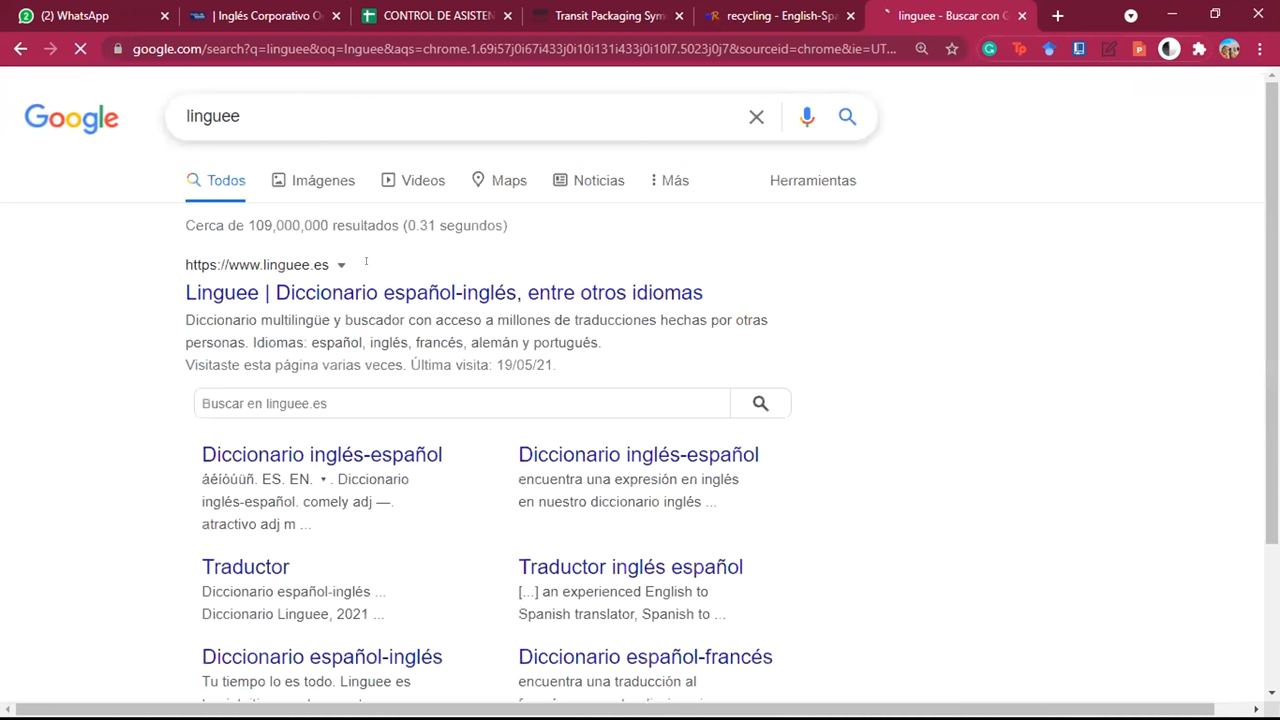 (2) WhatsApp
| Inglés Corporativo O
CONTROL DE ASISTEN
Transit Packaging Sym
recycling - English-Spa
linguee - Buscar con G
google.com/search?q=linguee&oq=lnguee&aqs=chrome.1.69i57j0i67i433j0i10i131i433j0i10l7.5023j0j7&sourceid=chrome&ie=UT...
Google
linguee
Todos
Imágenes
Videos
Maps
Noticias
Más
Herramientas
Cerca de 109,000,000 resultados (0.31 segundos)
https://www.linguee.es
Linguee | Diccionario español-inglés, entre otros idiomas
Diccionario multilingüe y buscador con acceso a millones de traducciones hechas por otras
personas. Idiomas: español, inglés, francés, alemán y portugués.
Visitaste esta página varias veces. Última visita: 19/05/21.
Buscar en linguee.es
Diccionario inglés-español
áéíóúüñ. ES. EN. ▾. Diccionario
inglés-español. comely adj —.
atractivo adj m ...
Diccionario inglés-español
encuentra una expresión en inglés
en nuestro diccionario inglés ...
Traductor
Diccionario español-inglés ...
Diccionario Linguee, 2021 ...
Traductor inglés español
[...] an experienced English to
Spanish translator, Spanish to ...
Diccionario español-inglés
Tu tiempo lo es todo. Linguee es
Diccionario español-francés
encuentra una traducción al